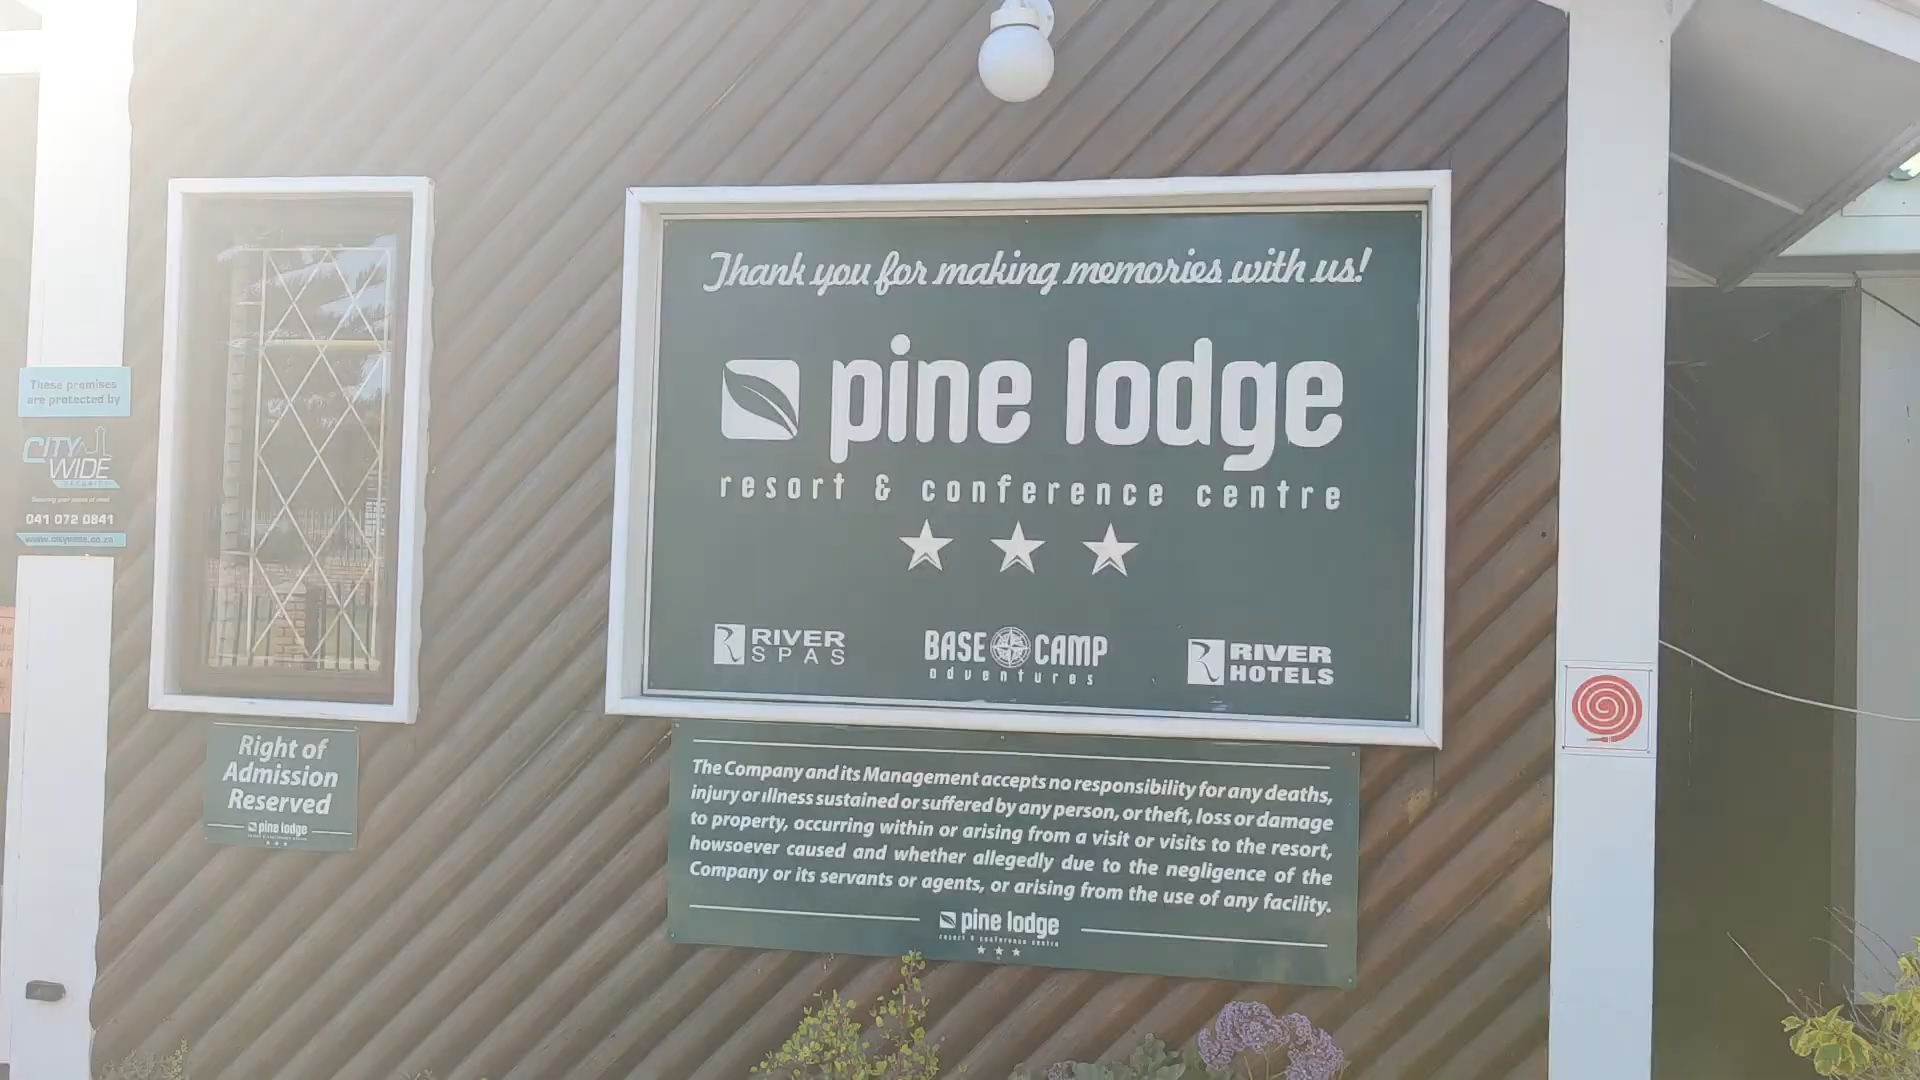 These premises
are protected by
CITY
WIDE
SECURITY
041 072 0841
www.citywide.co.za
Right of
Admission
Reserved
pine lodge
Thank you for making memories with us!
pine lodge
resort & conference centre
RIVER
SPAS
BASE CAMP
adventures
RIVER
HOTELS
The Company and its Management accepts no responsibility for any deaths,
injury or illness sustained or suffered by any person, or theft, loss or damage
to property, occurring within or arising from a visit or visits to the resort,
howsoever caused and whether allegedly due to the negligence of the
Company or its servants or agents, or arising from the use of any facility.
pine lodge
resort & conference centre